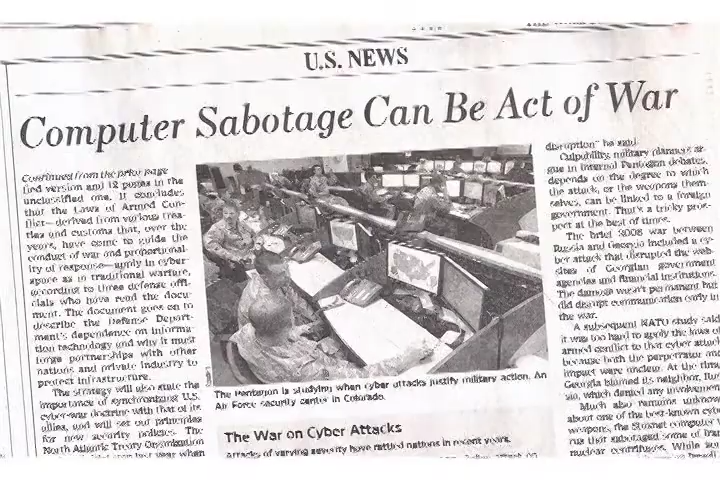 U.S. NEWS
Computer Sabotage Can Be Act of War
Continued from the prior page
fied version and 12 pages in the
unclassified one. It concludes
that the Laws of Armed Con-
flict—derived from various trea-
ties and customs that, over the
years, have come to guide the
conduct of war and proportional-
ity of response—apply in cyber-
space as in traditional warfare,
according to three defense offi-
cials who have read the docu-
ment. The document goes on to
describe the Defense Depart-
ment's dependence on informa-
tion technology and why it must
forge partnerships with other
nations and private industry to
protect infrastructure.
The strategy will also state the
importance of synchronizing U.S.
cyber-war doctrine with that of its
allies, and will set out principles
for new security policies. The
North Atlantic Treaty Organization
last year when
The Pentagon is studying when cyber attacks justify military action. An
Air Force security center in Colorado.
The War on Cyber Attacks
Attacks of varying severity have rattled nations in recent years.
disruption" he said.
Culpability, military planners ar-
gue in internal Pentagon debates,
depends on the degree to which
the attack, or the weapons them-
selves, can be linked to a foreign
government. That's a tricky pros-
pect at the best of times.
The brief 2008 war between
Russia and Georgia included a cy-
ber attack that disrupted the web-
sites of Georgian government
agencies and financial institutions.
The damage wasn't permanent but
did disrupt communication early in
the war.
A subsequent NATO study said
it was too hard to apply the laws of
armed conflict to that cyber attack
because both the perpetrator and
impact were unclear. At the time,
Georgia blamed its neighbor, Rus-
sia, which denied any involvement.
Much also remains unknown
about one of the best-known cyber
weapons, the Stuxnet computer vi-
rus that sabotaged some of Iran's
nuclear centrifuges. While some